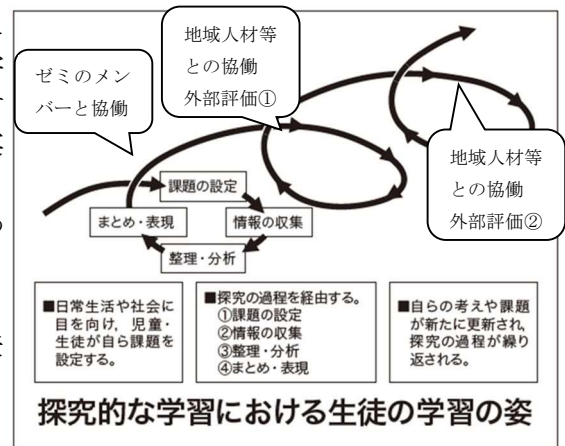 ゼミのメン
バーと協働
地域人材等
との協働
外部評価①
地域人材等
との協働
外部評価②
課題の設定
情報の収集
整理・分析
まとめ・表現
■日常生活や社会に
目を向け，児童・
生徒が自ら課題を
設定する。
■探究の過程を経由する。
①課題の設定
②情報の収集
③整理・分析
④まとめ・表現
■自らの考えや課題
が新たに更新され，
探究の過程が繰り
返される。
探究的な学習における生徒の学習の姿